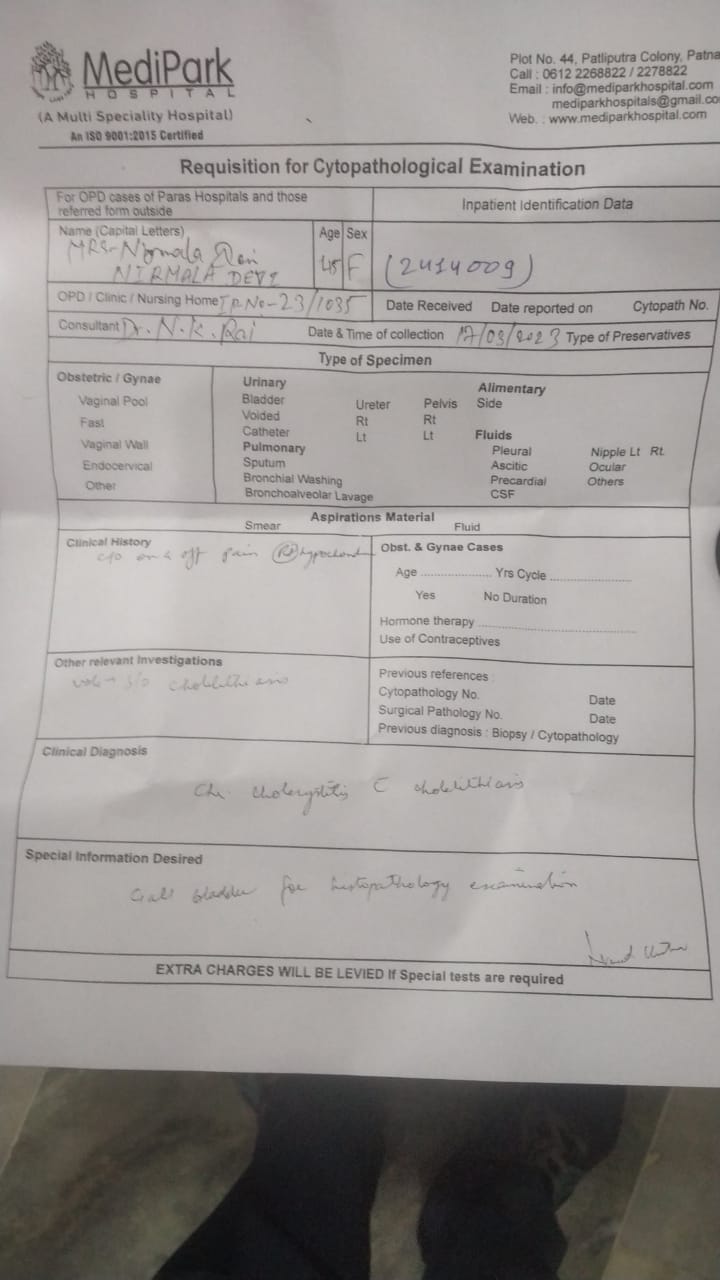 MediPark
HOSPITAL
(A Multi Speciality Hospital)
An ISO 9001:2015 Certified
Plot No. 44, Patliputra Colony, Patna
Call : 0612 2268822 / 2278822
Email : info@mediparkhospital.com
mediparkhospitals@gmail.co
Web. : www.mediparkhospital.com
Requisition for Cytopathological Examination
For OPD cases of Paras Hospitals and those
referred form outside
Inpatient Identification Data
Name (Capital Letters)
MRS-
NIRMALA DEVI
Age Sex
45 F
(2414009)
OPD / Clinic / Nursing Home IP No-23/1035
Date Received Date reported on Cytopath No.
Consultant Dr. N. K. Rai
Date & Time of collection 17/03/2023 Type of Preservatives
Type of Specimen
Obstetric / Gynae
Vaginal Pool
Fast
Vaginal Wall
Endocervical
Other
Urinary
Bladder
Voided
Catheter
Pulmonary
Sputum
Bronchial Washing
Bronchoalveolar Lavage
Ureter
Rt
Lt
Pelvis
Rt
Lt
Alimentary
Side
Fluids
Pleural
Ascitic
Precardial
CSF
Nipple Lt Rt
Ocular
Others
Aspirations Material
Smear Fluid
Clinical History
c/o on & off pain (Rt) hypochond
Obst. & Gynae Cases
Age .................... Yrs Cycle ......................
Yes No Duration
Hormone therapy ..........................................
Use of Contraceptives
Other relevant Investigations
s/o cholelithiasis
Previous references :
Cytopathology No. Date
Surgical Pathology No. Date
Previous diagnosis : Biopsy / Cytopathology
Clinical Diagnosis
Chr. cholecystitis c cholelithiasis
Special Information Desired
Gall bladder for histopathology examination
EXTRA CHARGES WILL BE LEVIED If Special tests are required